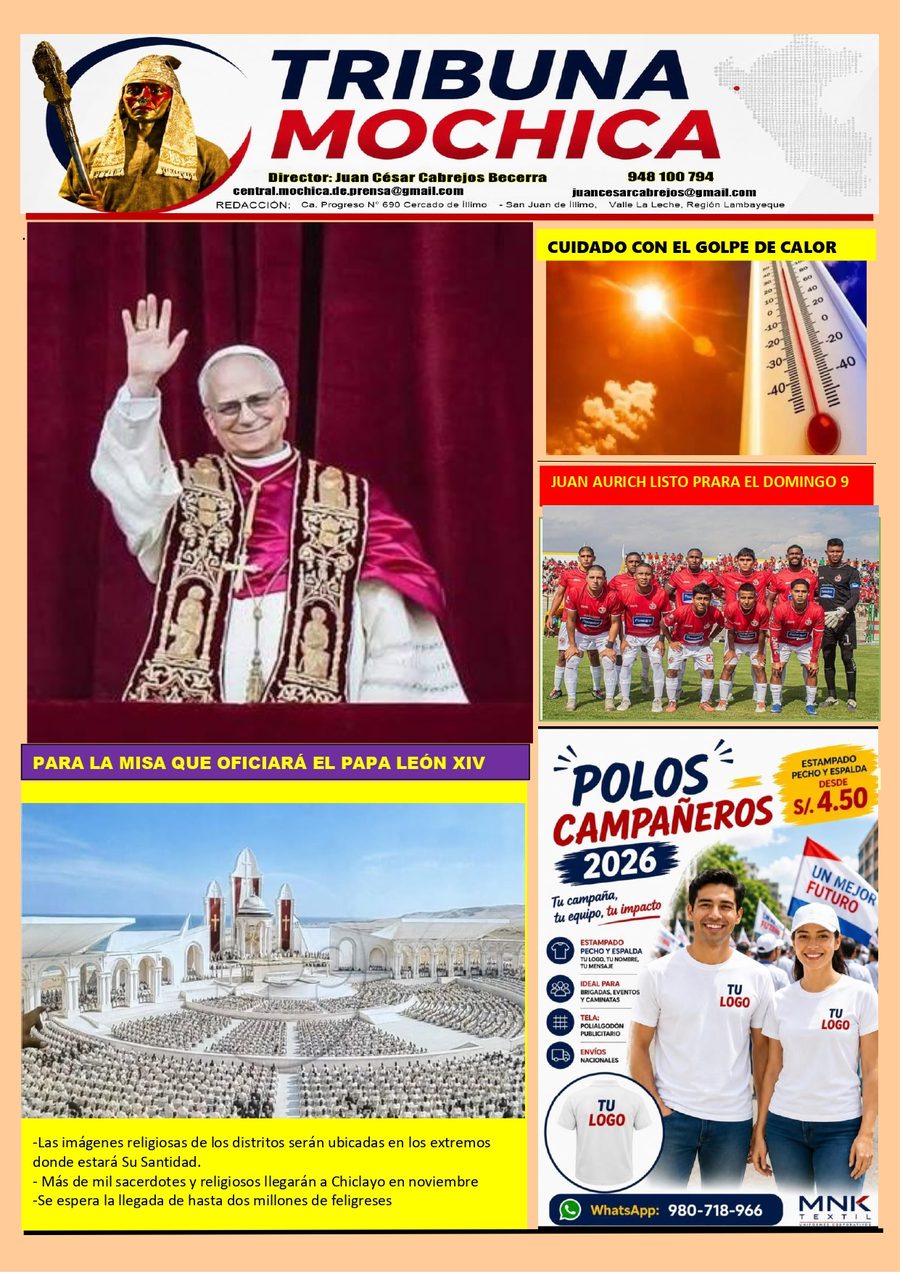 TRIBUNA
MOCHICA
Director: Juan César Cabrejos Becerra
948 100 794
central.mochica.de.prensa@gmail.com
juancesarcabrejos@gmail.com
REDACCIÓN; Ca. Progreso N° 690 Cercado de Íllimo - San Juan de Íllimo, Valle La Leche, Región Lambayeque
CUIDADO CON EL GOLPE DE CALOR
JUAN AURICH LISTO PRARA EL DOMINGO 9
PARA LA MISA QUE OFICIARÁ EL PAPA LEÓN XIV
-Las imágenes religiosas de los distritos serán ubicadas en los extremos
donde estará Su Santidad.
- Más de mil sacerdotes y religiosos llegarán a Chiclayo en noviembre
-Se espera la llegada de hasta dos millones de feligreses
POLOS
CAMPAÑEROS
2026
ESTAMPADO
PECHO Y ESPALDA
DESDE
S/. 4.50
Tu campaña,
tu equipo, tu impacto
ESTAMPADO
PECHO Y ESPALDA
TU LOGO, TU NOMBRE,
TU MENSAJE
IDEAL PARA
BRIGADAS, EVENTOS
Y CAMINATAS
TELA:
POLIALGODÓN
PUBLICITARIO
ENVÍOS
NACIONALES
UN MEJOR
FUTURO
TU
LOGO
TU
LOGO
TU
LOGO
WhatsApp: 980-718-966
MNK
TEXTIL